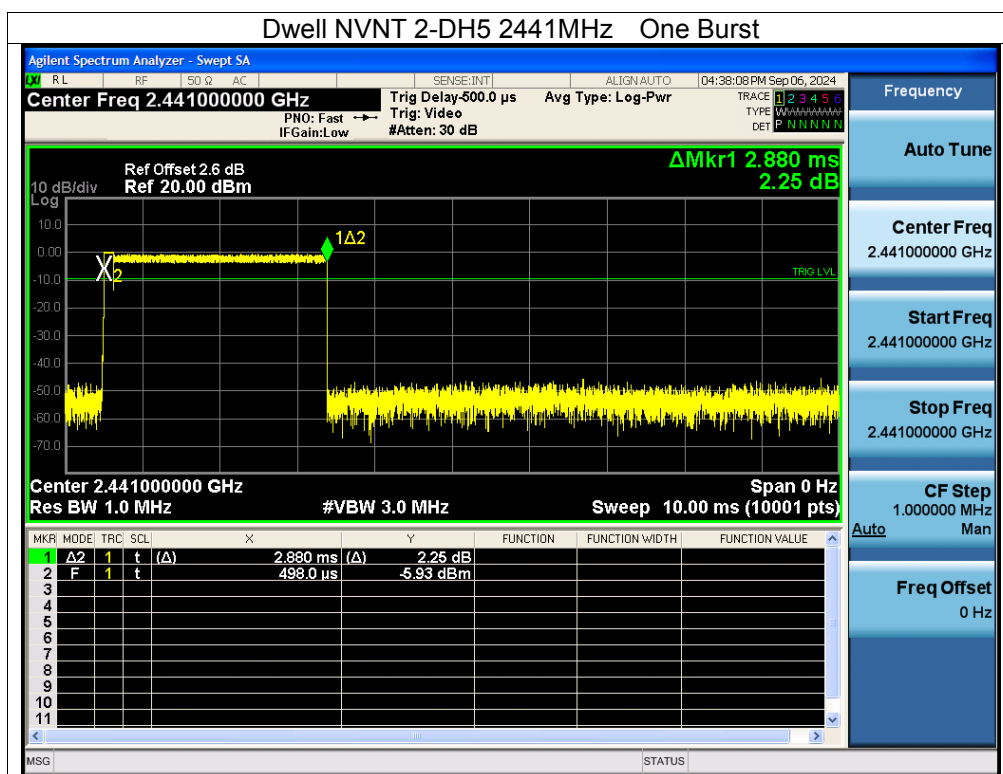 Dwell NVNT 2-DH5 2441MHz One Burst
Agilent Spectrum Analyzer - Swept SA
LXI RL RF 50 Ω AC SENSE:INT ALIGN AUTO 04:38:08 PM Sep 06, 2024
Center Freq 2.441000000 GHz
PNO: Fast
IFGain:Low
Trig Delay-500.0 µs
Trig: Video
#Atten: 30 dB
Avg Type: Log-Pwr
TRACE 1 2 3 4 5 6
TYPE WWWWWW
DET P N N N N N
Frequency
Auto Tune
Center Freq
2.441000000 GHz
Start Freq
2.441000000 GHz
Stop Freq
2.441000000 GHz
CF Step
1.000000 MHz
Auto Man
Freq Offset
0 Hz
ΔMkr1 2.880 ms
2.25 dB
Ref Offset 2.6 dB
10 dB/div Ref 20.00 dBm
Log
10.0
0.00
-10.0
-20.0
-30.0
-40.0
-50.0
-60.0
-70.0
1Δ2
2
TRIG LVL
Center 2.441000000 GHz Span 0 Hz
Res BW 1.0 MHz #VBW 3.0 MHz Sweep 10.00 ms (10001 pts)
MKR MODE TRC SCL X Y FUNCTION FUNCTION WIDTH FUNCTION VALUE
1 Δ2 1 t (Δ) 2.880 ms (Δ) 2.25 dB
2 F 1 t 498.0 µs -5.93 dBm
3
4
5
6
7
8
9
10
11
MSG STATUS